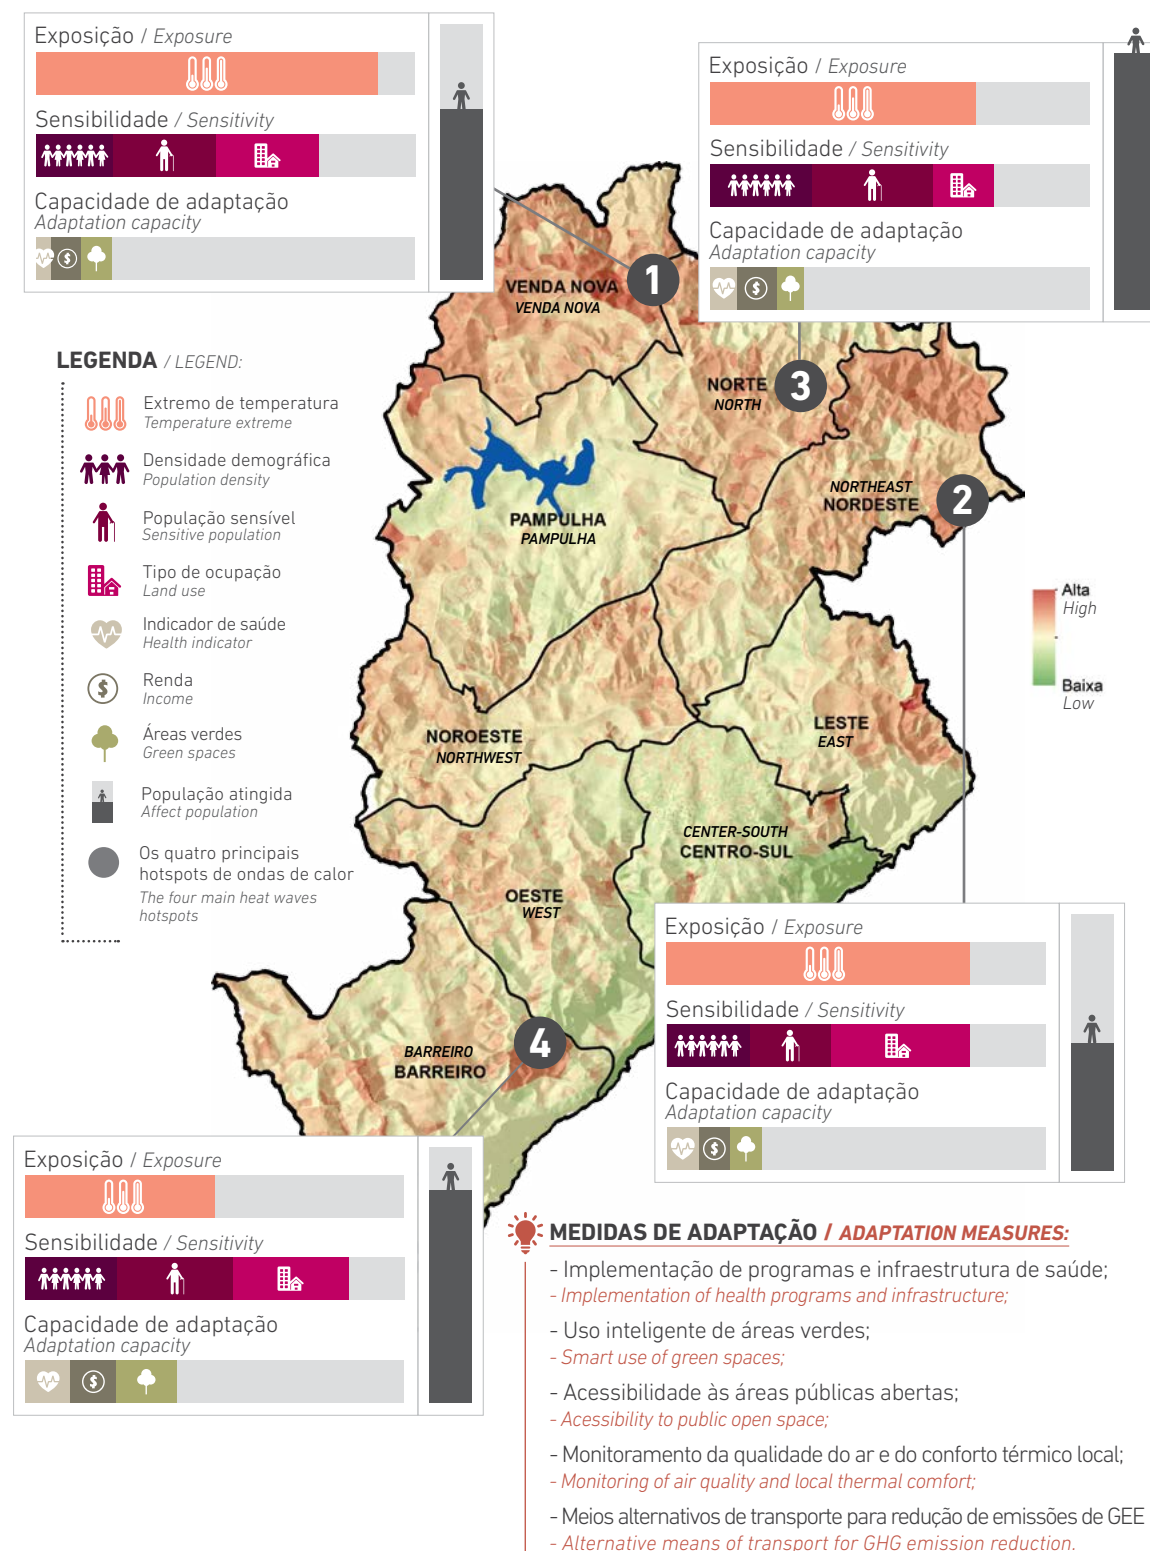 Exposição / Exposure
Sensibilidade / Sensitivity
Capacidade de adaptação
Adaptation capacity
Exposição / Exposure
Sensibilidade / Sensitivity
Capacidade de adaptação
Adaptation capacity
VENDA NOVA
VENDA NOVA
1
LEGENDA / LEGEND:
Extremo de temperatura
Temperature extreme
Densidade demográfica
Population density
População sensível
Sensitive population
Tipo de ocupação
Land use
Indicador de saúde
Health indicator
Renda
Income
Áreas verdes
Green spaces
População atingida
Affect population
Os quatro principais
hotspots de ondas de calor
The four main heat waves
hotspots
NORTE
NORTH
3
NORTHEAST
NORDESTE
2
PAMPULHA
PAMPULHA
Alta
High
Baixa
Low
NOROESTE
NORTHWEST
LESTE
EAST
CENTER-SOUTH
CENTRO-SUL
OESTE
WEST
BARREIRO
BARREIRO
4
Exposição / Exposure
Sensibilidade / Sensitivity
Capacidade de adaptação
Adaptation capacity
Exposição / Exposure
Sensibilidade / Sensitivity
Capacidade de adaptação
Adaptation capacity
MEDIDAS DE ADAPTAÇÃO / ADAPTATION MEASURES:
- Implementação de programas e infraestrutura de saúde;
- Implementation of health programs and infrastructure;
- Uso inteligente de áreas verdes;
- Smart use of green spaces;
- Acessibilidade às áreas públicas abertas;
- Acessibility to public open space;
- Monitoramento da qualidade do ar e do conforto térmico local;
- Monitoring of air quality and local thermal comfort;
- Meios alternativos de transporte para redução de emissões de GEE
- Alternative means of transport for GHG emission reduction.